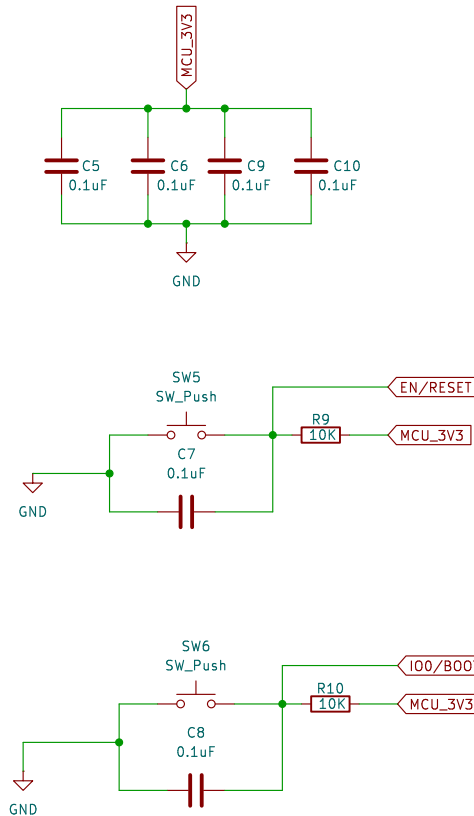 MCU_3V3
C5
0.1uF
C6
0.1uF
C9
0.1uF
C10
0.1uF
GND
SW5
SW_Push
EN/RESET
R9
10K
MCU_3V3
C7
0.1uF
GND
SW6
SW_Push
IO0/BOO
R10
10K
MCU_3V3
C8
0.1uF
GND